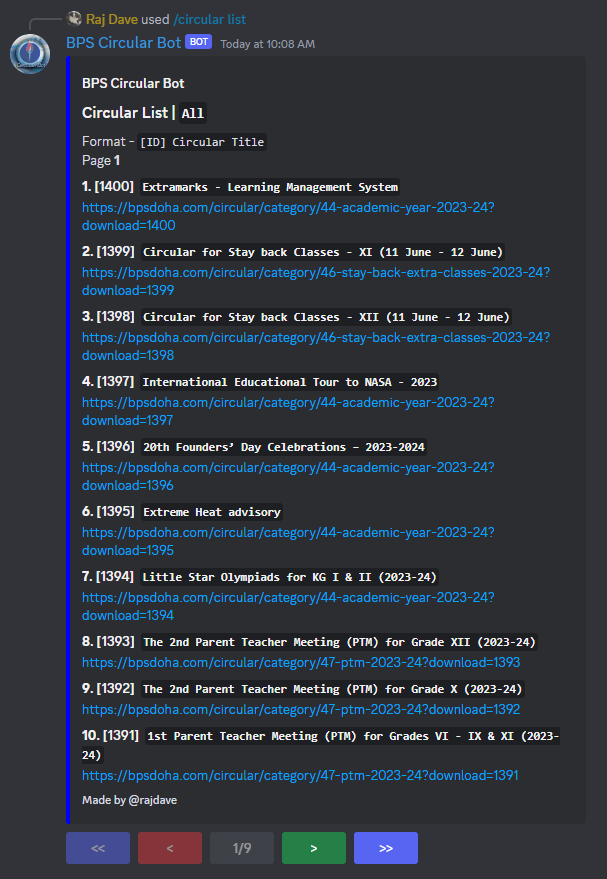 Raj Dave used /circular list
BPS Circular Bot BOT Today at 10:08 AM
BPS Circular Bot
Circular List | All
Format - [ID] Circular Title
Page 1
1. [1400] Extramarks - Learning Management System
https://bpsdoha.com/circular/category/44-academic-year-2023-24?
download=1400
2. [1399] Circular for Stay back Classes - XI (11 June - 12 June)
https://bpsdoha.com/circular/category/46-stay-back-extra-classes-2023-24?
download=1399
3. [1398] Circular for Stay back Classes - XII (11 June - 12 June)
https://bpsdoha.com/circular/category/46-stay-back-extra-classes-2023-24?
download=1398
4. [1397] International Educational Tour to NASA - 2023
https://bpsdoha.com/circular/category/44-academic-year-2023-24?
download=1397
5. [1396] 20th Founders’ Day Celebrations – 2023-2024
https://bpsdoha.com/circular/category/44-academic-year-2023-24?
download=1396
6. [1395] Extreme Heat advisory
https://bpsdoha.com/circular/category/44-academic-year-2023-24?
download=1395
7. [1394] Little Star Olympiads for KG I & II (2023-24)
https://bpsdoha.com/circular/category/44-academic-year-2023-24?
download=1394
8. [1393] The 2nd Parent Teacher Meeting (PTM) for Grade XII (2023-24)
https://bpsdoha.com/circular/category/47-ptm-2023-24?download=1393
9. [1392] The 2nd Parent Teacher Meeting (PTM) for Grade X (2023-24)
https://bpsdoha.com/circular/category/47-ptm-2023-24?download=1392
10. [1391] 1st Parent Teacher Meeting (PTM) for Grades VI - IX & XI (2023-
24)
https://bpsdoha.com/circular/category/47-ptm-2023-24?download=1391
Made by @rajdave
<< < 1/9 > >>